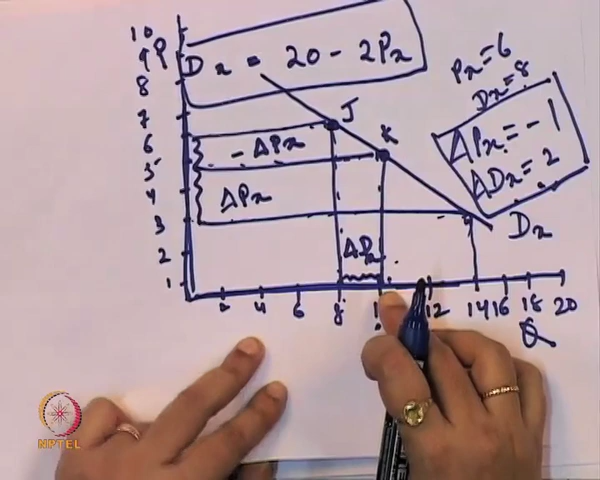 10
9 P
8
7
6
5
4
3
2
1
Dx = 20 - 2Px
Px = 6
Dx = 8
ΔPx = -1
ΔDx = 2
J
K
- ΔPx
ΔPx
Dx
2 4 6 8 12 14 16 18 20
Q
NPTEL